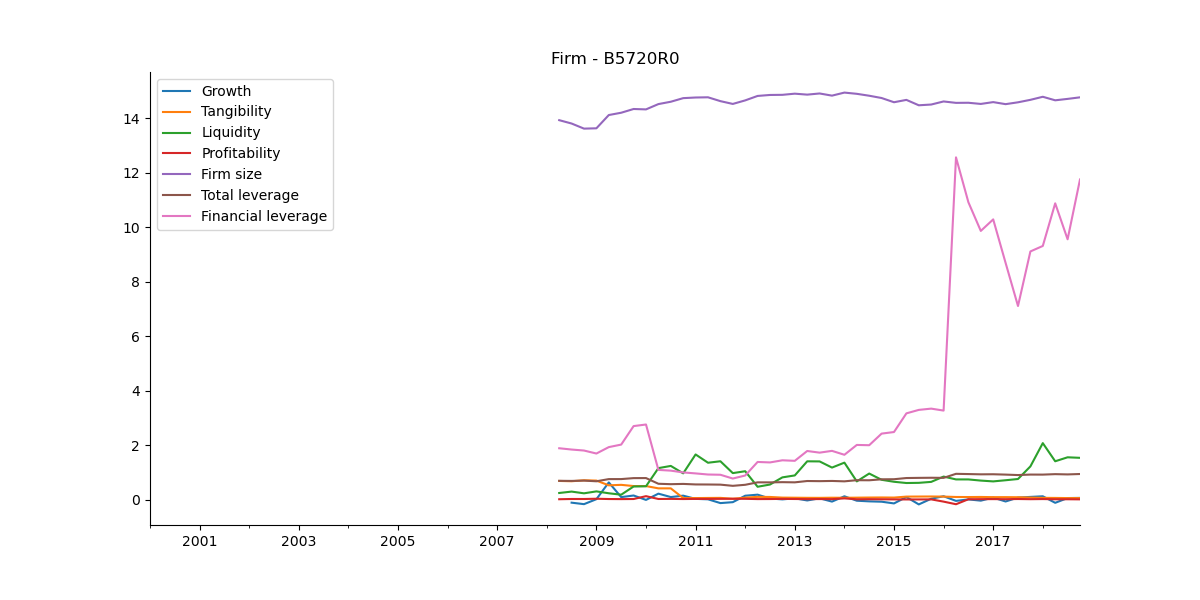 Firm - B5720R0
Growth
Tangibility
Liquidity
Profitability
Firm size
Total leverage
Financial leverage
14
12
10
8
6
4
2
0
2001 2003 2005 2007 2009 2011 2013 2015 2017